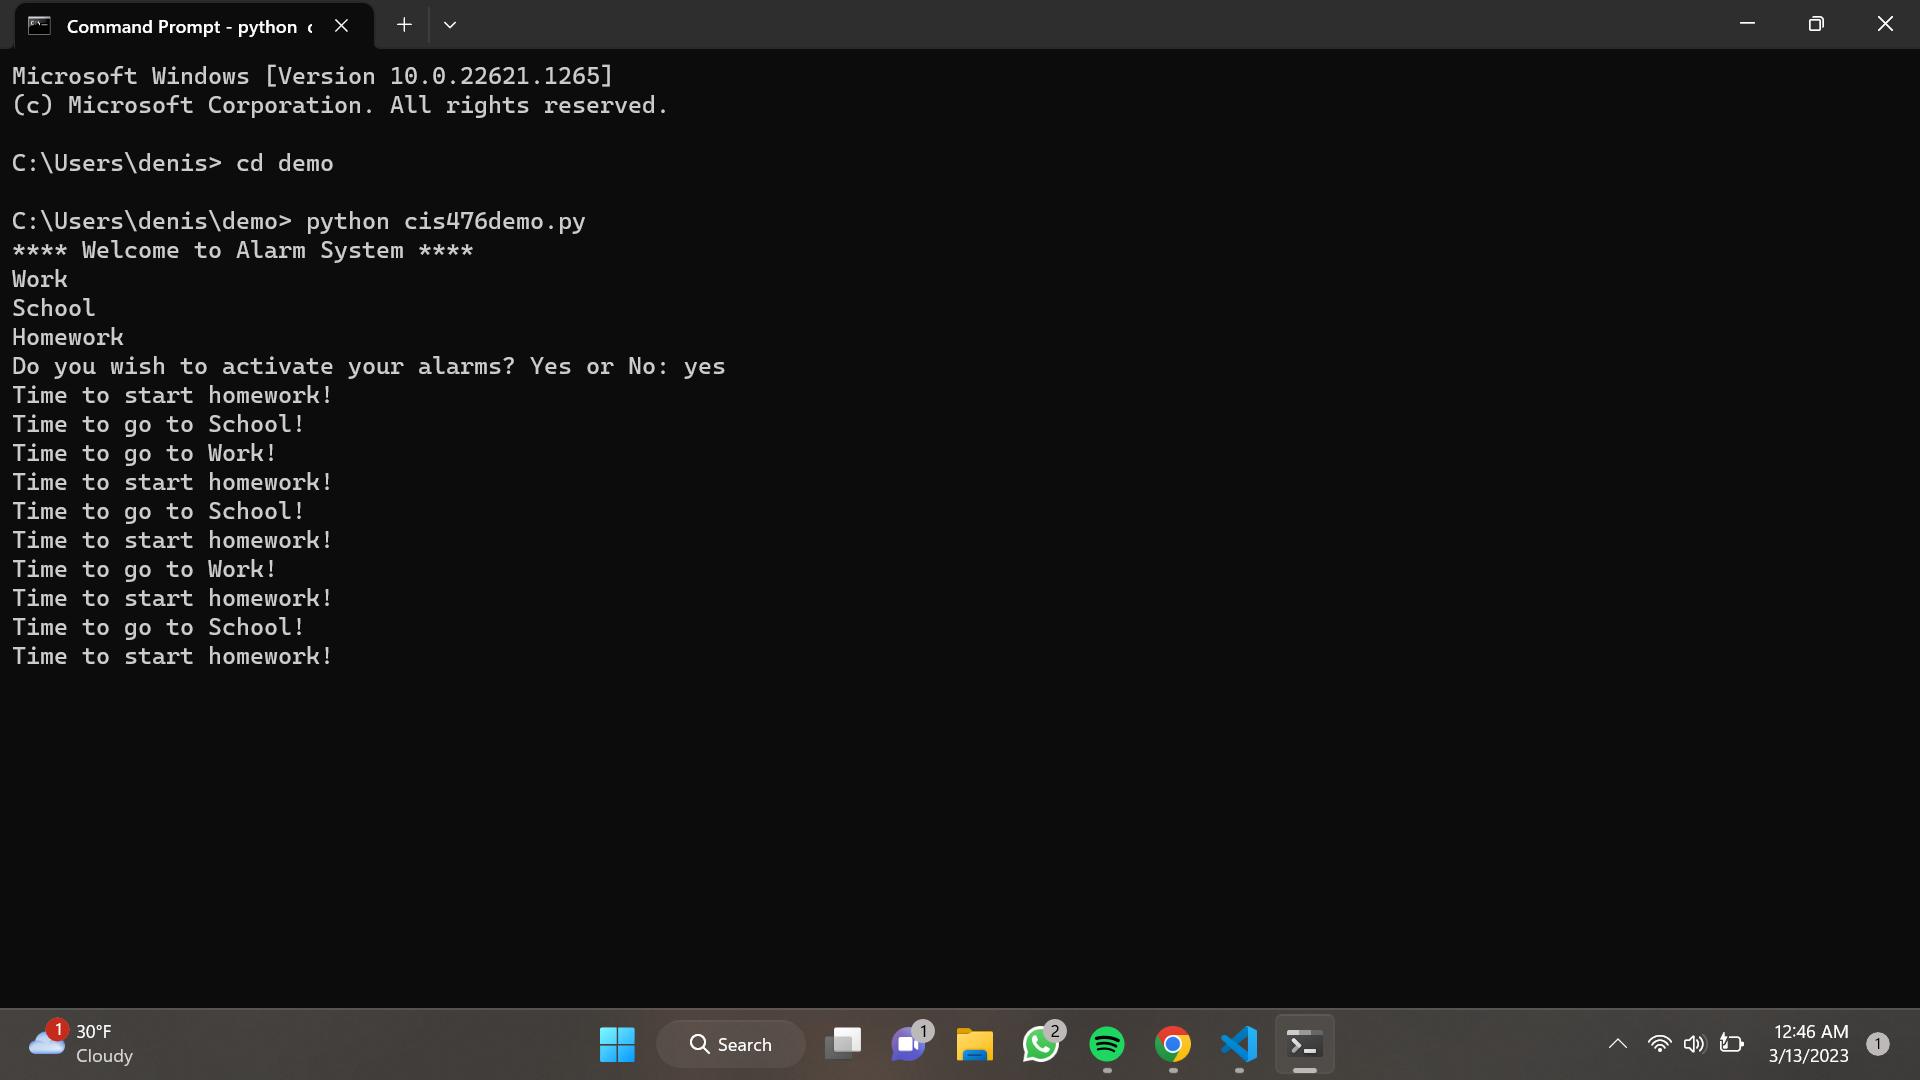 Command Prompt - python c
Microsoft Windows [Version 10.0.22621.1265]
(c) Microsoft Corporation. All rights reserved.
C:\Users\denis> cd demo
C:\Users\denis\demo> python cis476demo.py
**** Welcome to Alarm System ****
Work
School
Homework
Do you wish to activate your alarms? Yes or No: yes
Time to start homework!
Time to go to School!
Time to go to Work!
Time to start homework!
Time to go to School!
Time to start homework!
Time to go to Work!
Time to start homework!
Time to go to School!
Time to start homework!
1
30°F
Cloudy
Search
1
2
12:46 AM
3/13/2023
1